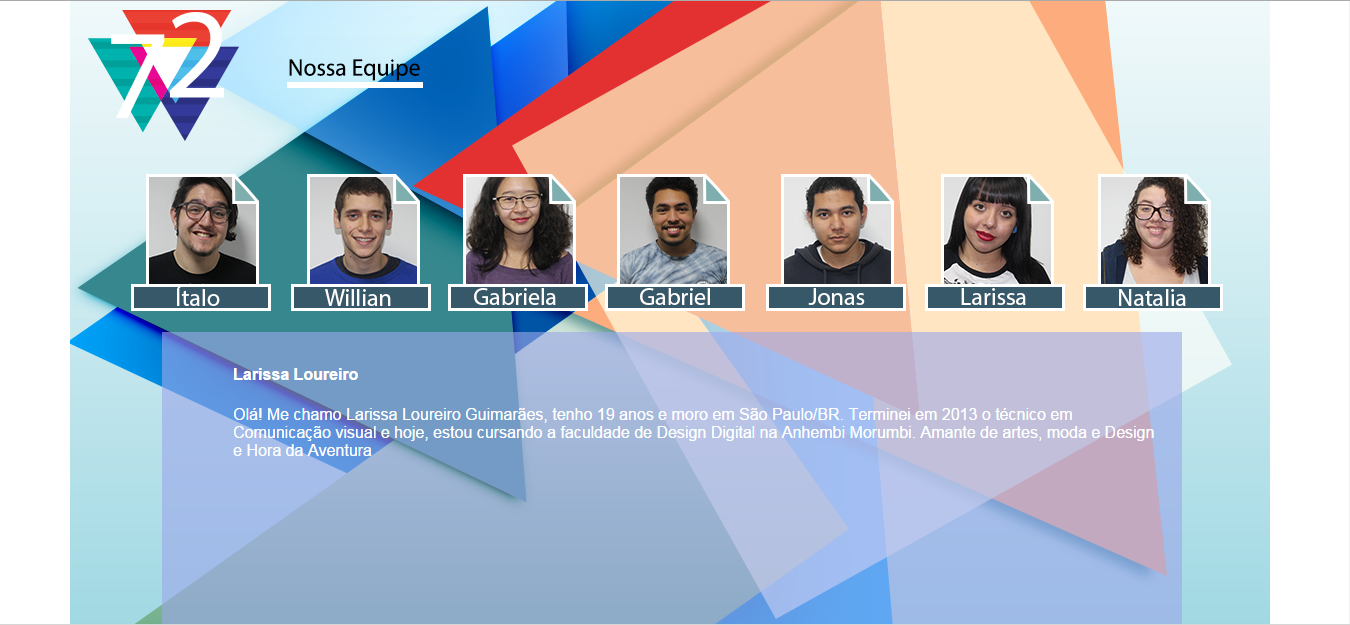 72
Nossa Equipe
Ítalo
Willian
Gabriela
Gabriel
Jonas
Larissa
Natalia
Larissa Loureiro
Olá! Me chamo Larissa Loureiro Guimarães, tenho 19 anos e moro em São Paulo/BR. Terminei em 2013 o técnico em
Comunicação visual e hoje, estou cursando a faculdade de Design Digital na Anhembi Morumbi. Amante de artes, moda e Design
e Hora da Aventura